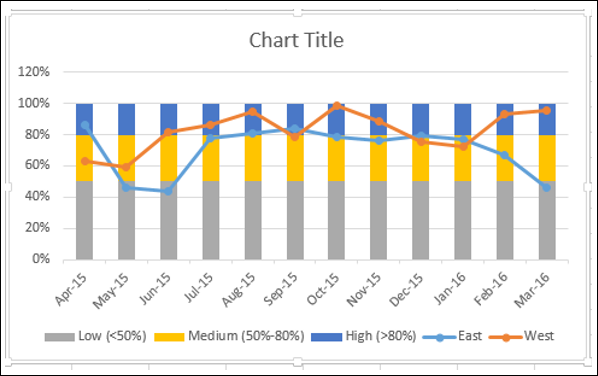 Chart Title
120%
100%
80%
60%
40%
20%
0%
Apr-15 May-15 Jun-15 Jul-15 Aug-15 Sep-15 Oct-15 Nov-15 Dec-15 Jan-16 Feb-16 Mar-16
Low (<50%) Medium (50%-80%) High (>80%) East West